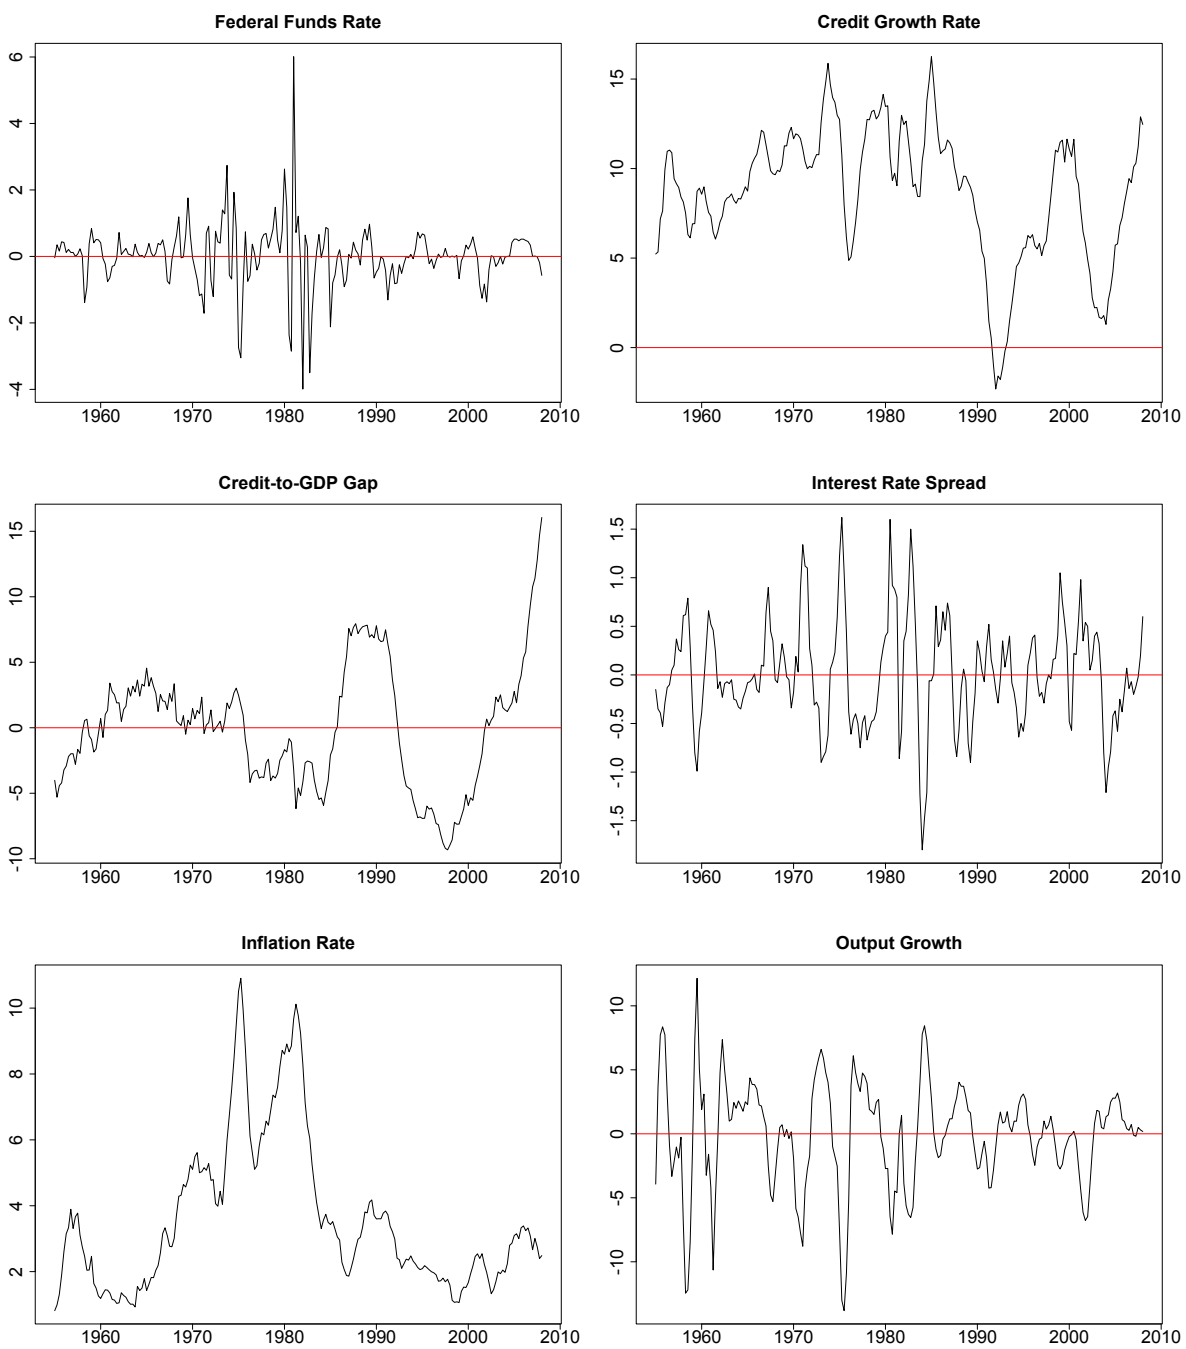 Federal Funds Rate
6
4
2
0
-2
-4
1960 1970 1980 1990 2000 2010
Credit Growth Rate
15
10
5
0
1960 1970 1980 1990 2000 2010
Credit-to-GDP Gap
15
10
5
0
-5
-10
1960 1970 1980 1990 2000 2010
Interest Rate Spread
1.5
1.0
0.5
0.0
-0.5
-1.0
-1.5
1960 1970 1980 1990 2000 2010
Inflation Rate
10
8
6
4
2
1960 1970 1980 1990 2000 2010
Output Growth
10
5
0
-5
-10
1960 1970 1980 1990 2000 2010